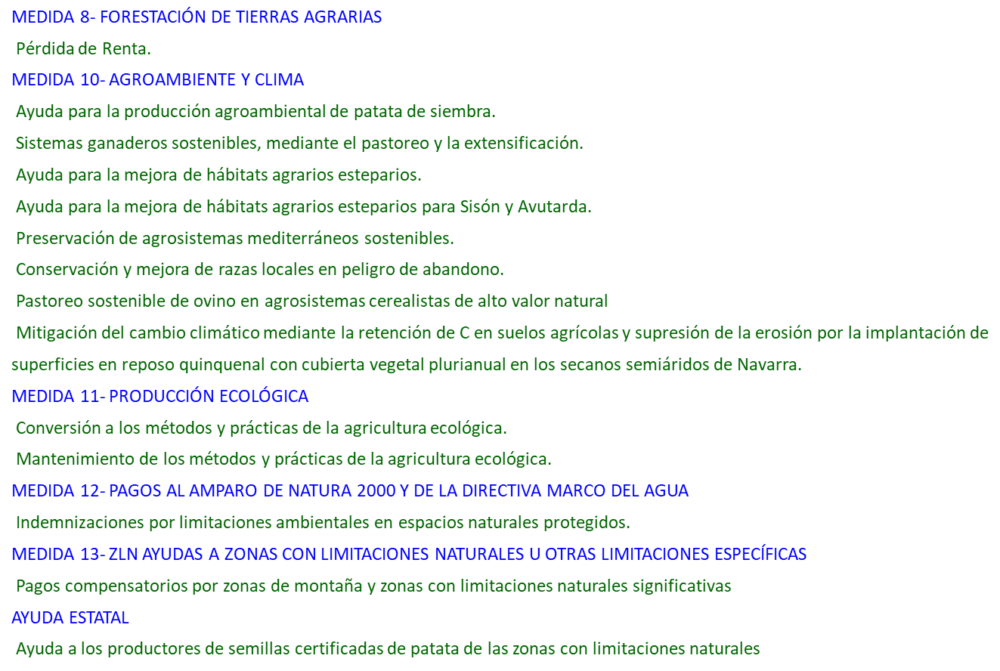 MEDIDA 8- FORESTACIÓN DE TIERRAS AGRARIAS
Pérdida de Renta.
MEDIDA 10- AGROAMBIENTE Y CLIMA
Ayuda para la producción agroambiental de patata de siembra.
Sistemas ganaderos sostenibles, mediante el pastoreo y la extensificación.
Ayuda para la mejora de hábitats agrarios esteparios.
Ayuda para la mejora de hábitats agrarios esteparios para Sisón y Avutarda.
Preservación de agrosistemas mediterráneos sostenibles.
Conservación y mejora de razas locales en peligro de abandono.
Pastoreo sostenible de ovino en agrosistemas cerealistas de alto valor natural
Mitigación del cambio climático mediante la retención de C en suelos agrícolas y supresión de la erosión por la implantación de
superficies en reposo quinquenal con cubierta vegetal plurianual en los secanos semiáridos de Navarra.
MEDIDA 11- PRODUCCIÓN ECOLÓGICA
Conversión a los métodos y prácticas de la agricultura ecológica.
Mantenimiento de los métodos y prácticas de la agricultura ecológica.
MEDIDA 12- PAGOS AL AMPARO DE NATURA 2000 Y DE LA DIRECTIVA MARCO DEL AGUA
Indemnizaciones por limitaciones ambientales en espacios naturales protegidos.
MEDIDA 13- ZLN AYUDAS A ZONAS CON LIMITACIONES NATURALES U OTRAS LIMITACIONES ESPECÍFICAS
Pagos compensatorios por zonas de montaña y zonas con limitaciones naturales significativas
AYUDA ESTATAL
Ayuda a los productores de semillas certificadas de patata de las zonas con limitaciones naturales